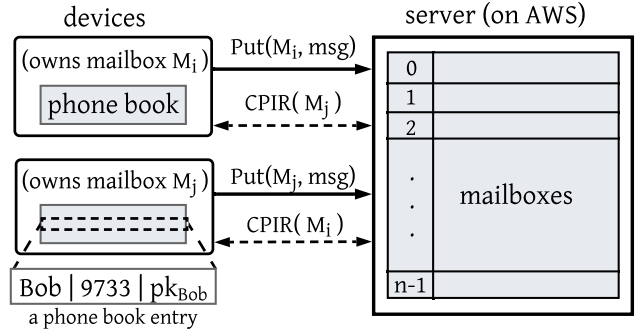 devices
server (on AWS)
(owns mailbox Mi)
phone book
Put(Mi, msg)
CPIR( Mj)
0
1
2
.
.
.
n-1
mailboxes
(owns mailbox Mj)
Put(Mj, msg)
CPIR( Mi)
Bob | 9733 | pkBob
a phone book entry